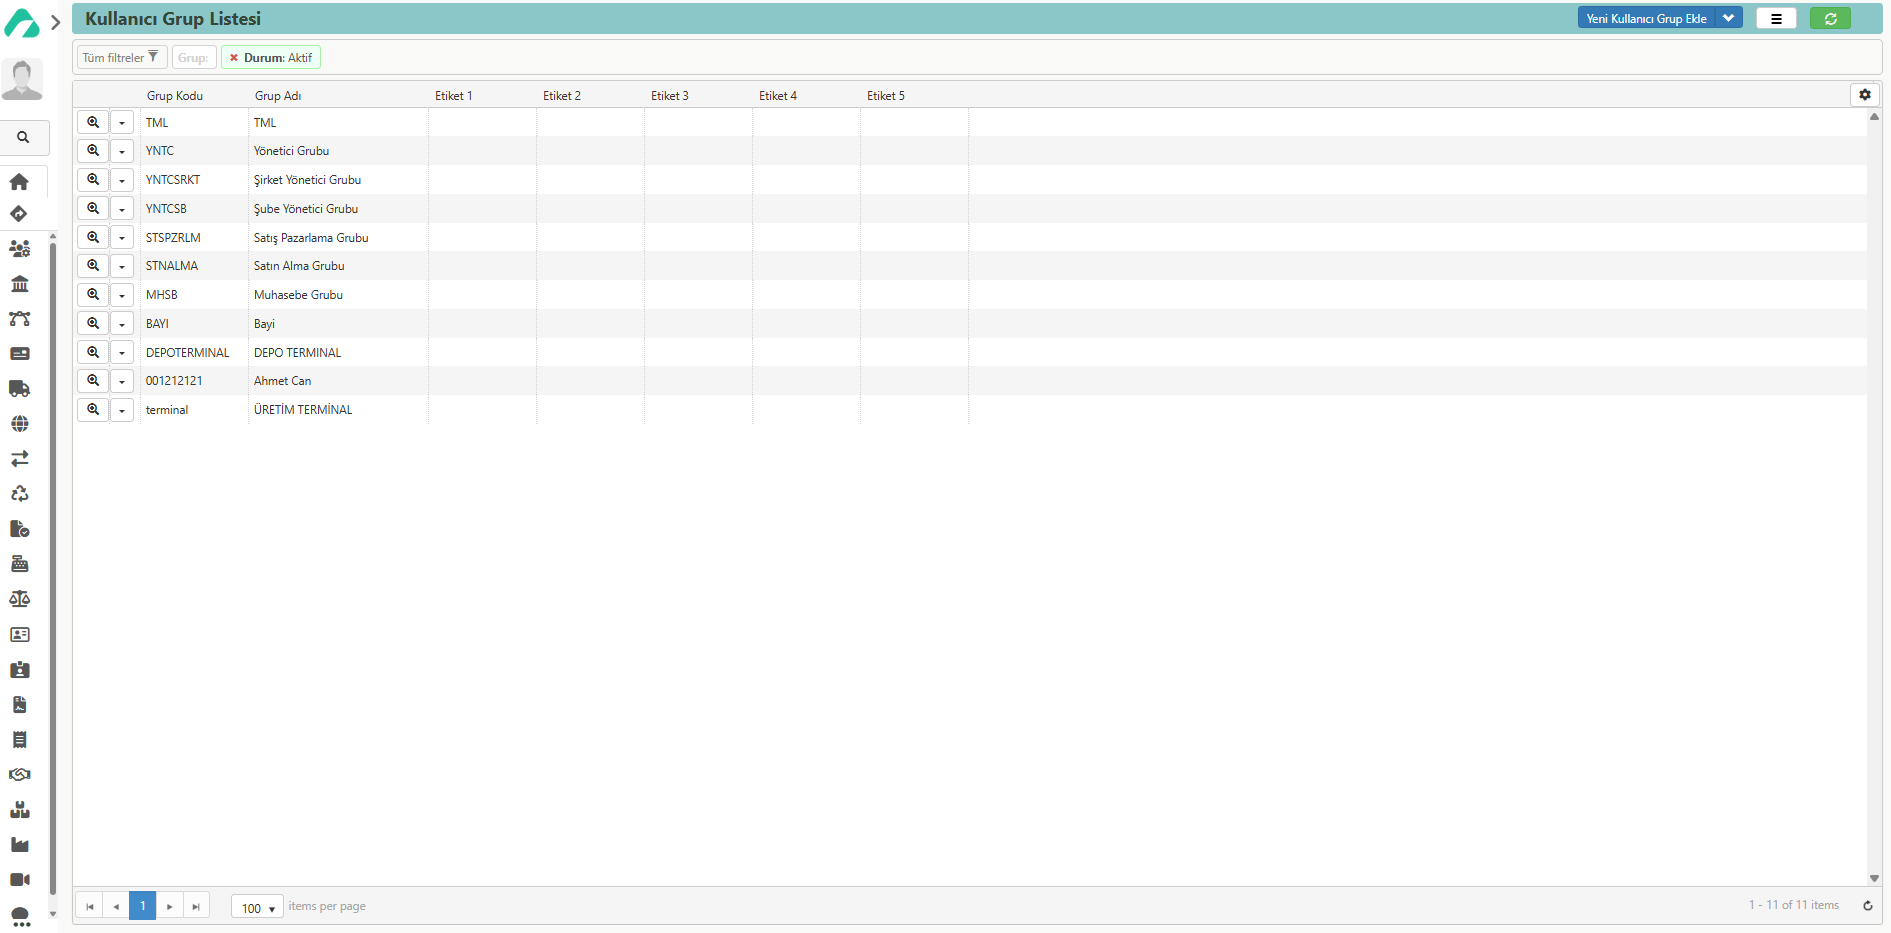 Kullanıcı Grup Listesi
Yeni Kullanıcı Grup Ekle
Tüm filtreler Grup: Durum: Aktif
Grup Kodu Grup Adı Etiket 1 Etiket 2 Etiket 3 Etiket 4 Etiket 5
TML TML
YNTC Yönetici Grubu
YNTCSRKT Şirket Yönetici Grubu
YNTCSB Şube Yönetici Grubu
STSPZRLM Satış Pazarlama Grubu
STNALMA Satın Alma Grubu
MHSB Muhasebe Grubu
BAYI Bayi
DEPOTERMINAL DEPO TERMINAL
001212121 Ahmet Can
terminal ÜRETİM TERMİNAL
1 100 items per page 1 - 11 of 11 items